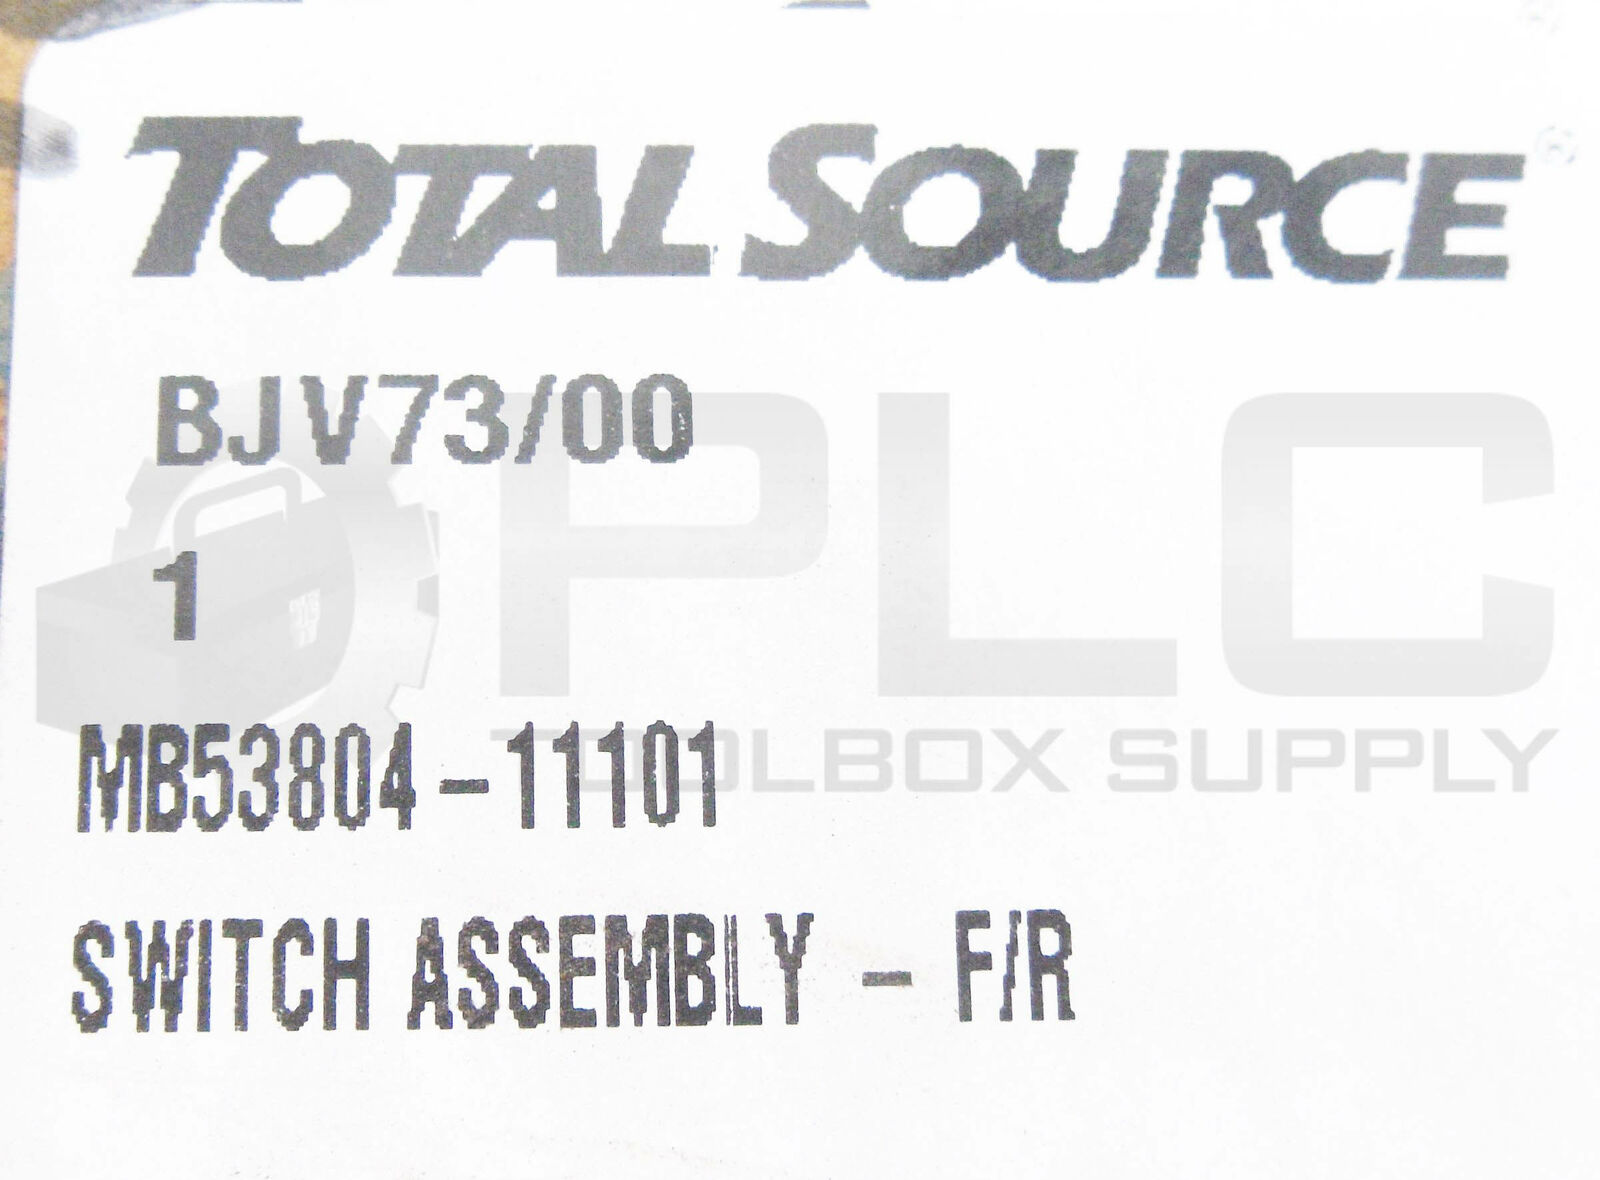 TOTAL SOURCE®
BJV73/00
1
PLC
TOOLBOX SUPPLY
MB53804-11101
SWITCH ASSEMBLY - F/R